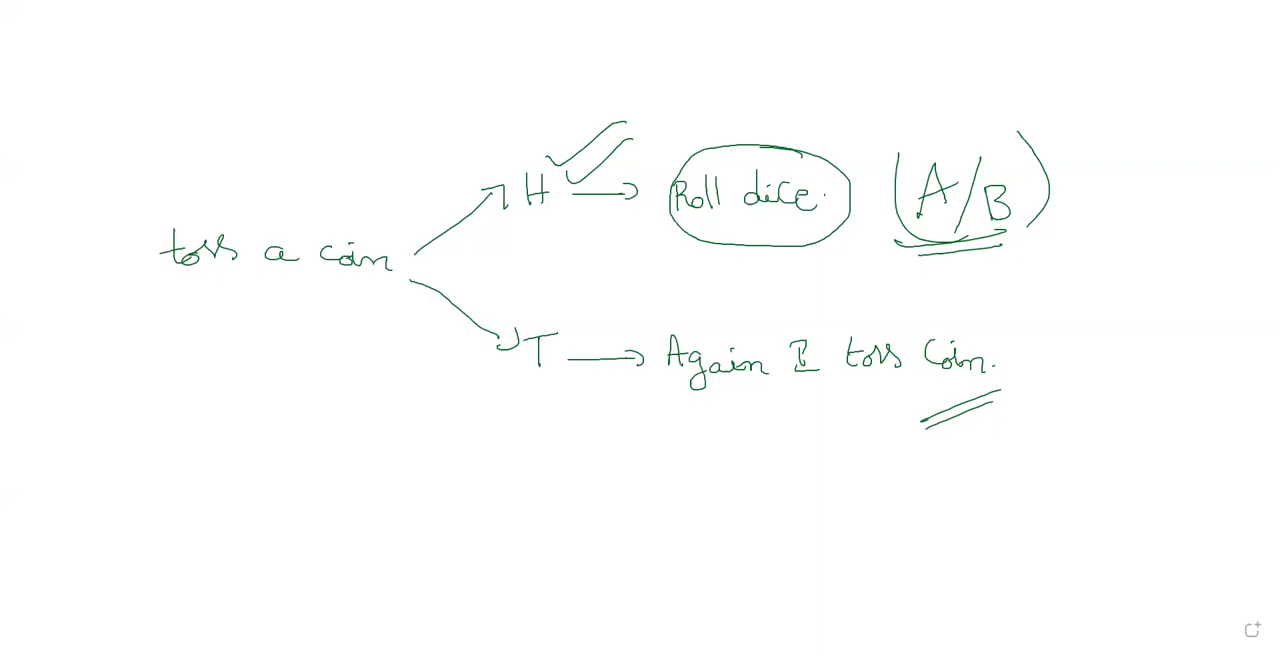 H → Roll dice. (A/B)
toss a coin
T → Again I toss Coin.